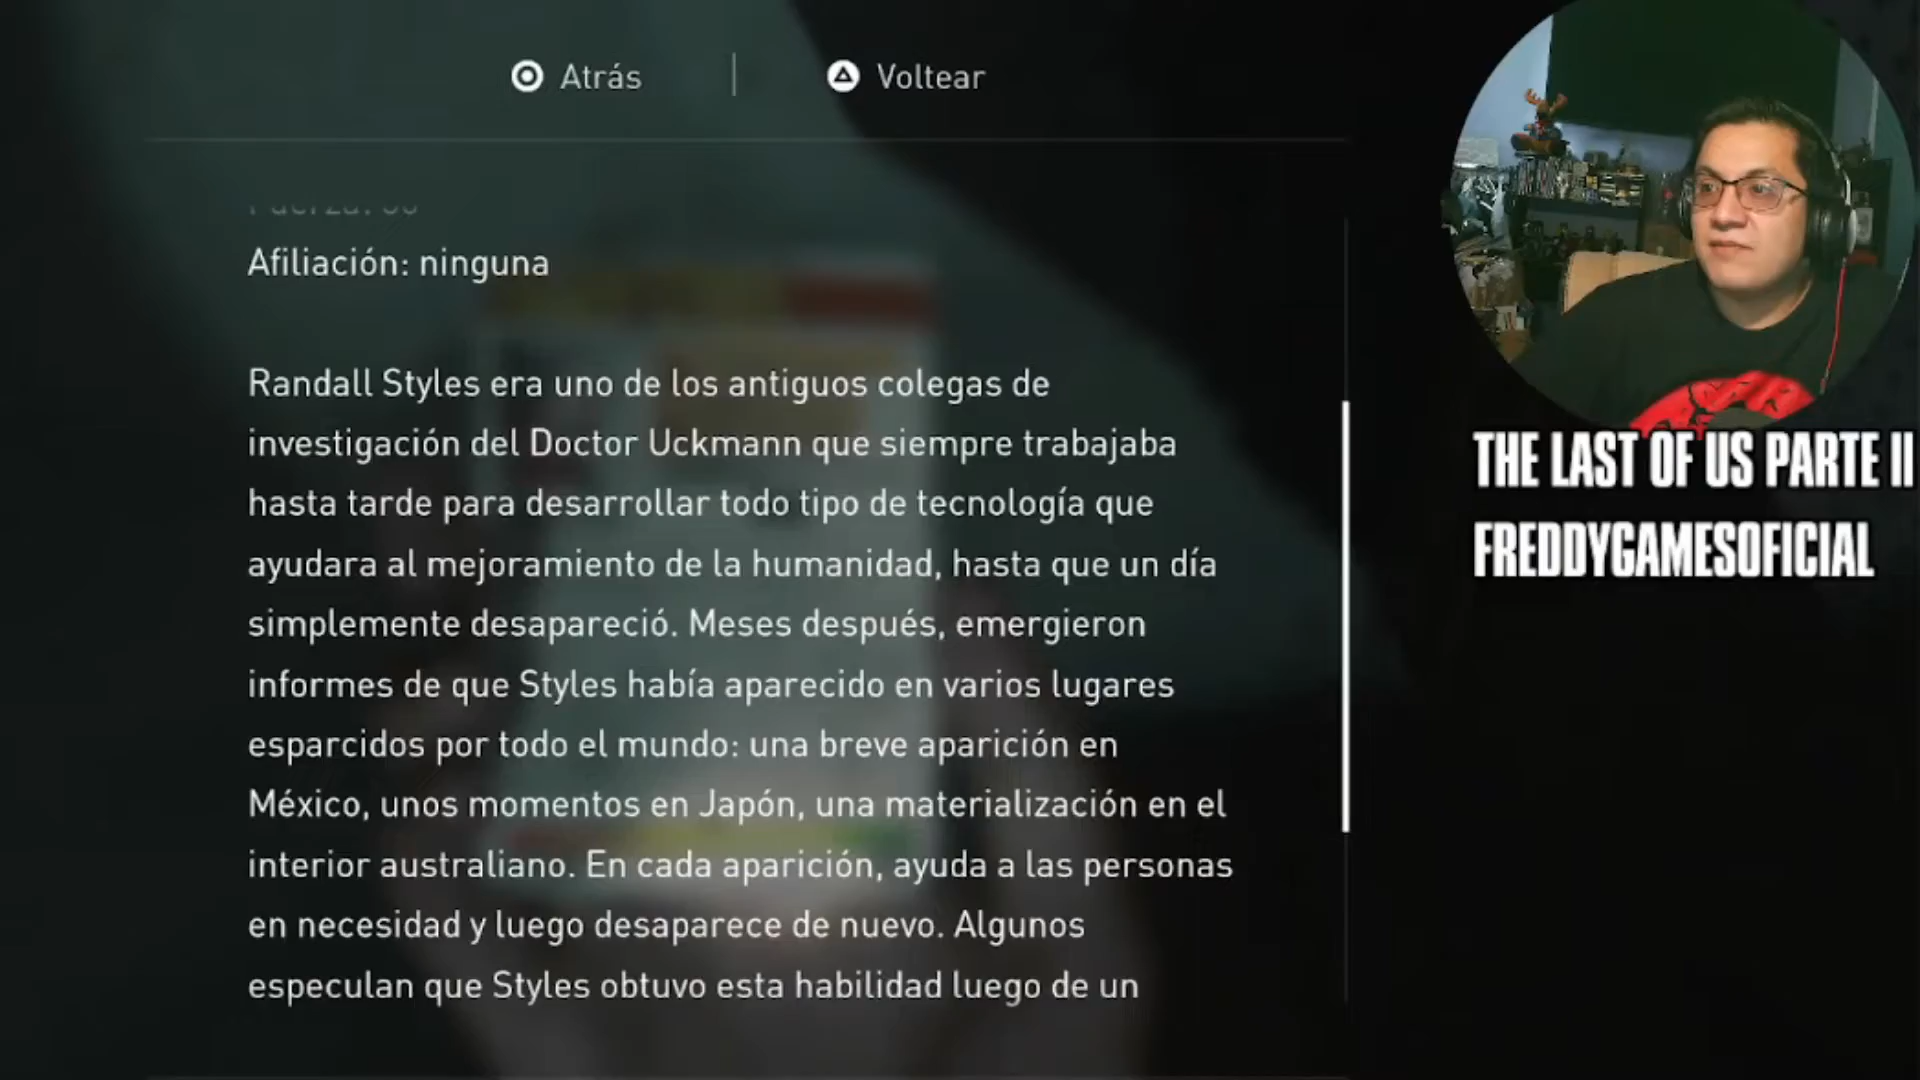 Atrás | Voltear
Afiliación: ninguna
Randall Styles era uno de los antiguos colegas de
investigación del Doctor Uckmann que siempre trabajaba
hasta tarde para desarrollar todo tipo de tecnología que
ayudara al mejoramiento de la humanidad, hasta que un día
simplemente desapareció. Meses después, emergieron
informes de que Styles había aparecido en varios lugares
esparcidos por todo el mundo: una breve aparición en
México, unos momentos en Japón, una materialización en el
interior australiano. En cada aparición, ayuda a las personas
en necesidad y luego desaparece de nuevo. Algunos
especulan que Styles obtuvo esta habilidad luego de un
THE LAST OF US PARTE II
FREDDYGAMESOFICIAL